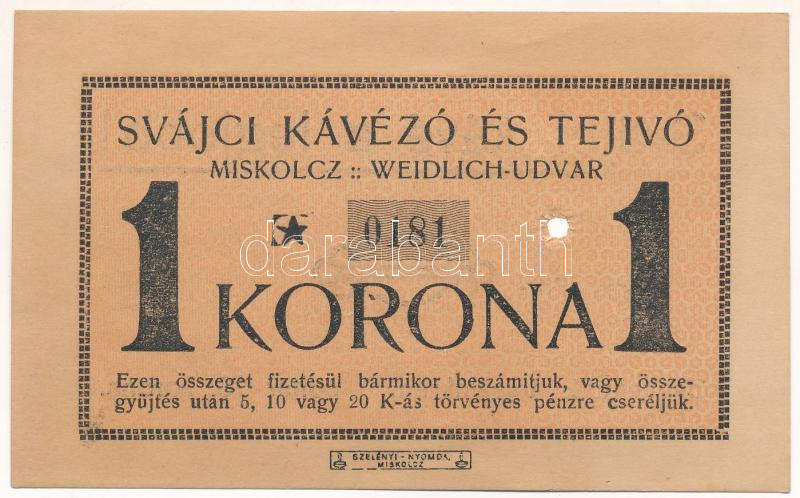 SVÁJCI KÁVÉZÓ ÉS TEJIVÓ
MISKOLCZ :: WEIDLICH-UDVAR
1 0181 1
KORONA
darabanth
Ezen összeget fizetésül bármikor beszámitjuk, vagy össze-
gyüjtés után 5, 10 vagy 20 K-ás törvényes pénzre cseréljük.
SZELÉNYI - NYOMDA,
MISKOLCZ